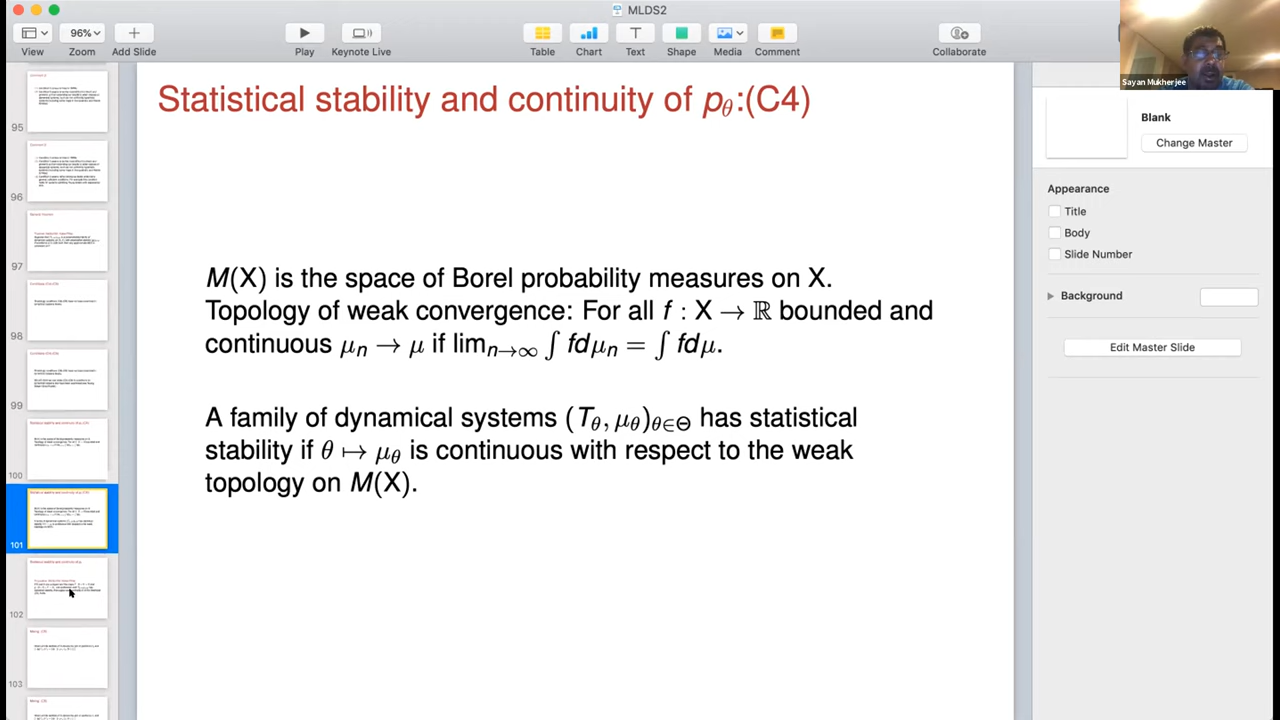 MLDS2
96%
View
Zoom
Add Slide
Play
Keynote Live
Table
Chart
Text
Shape
Media
Comment
Collaborate
Sayan Mukherjee
Statistical stability and continuity of pθ:(C4)
M(X) is the space of Borel probability measures on X.
Topology of weak convergence: For all f : X → ℝ bounded and
continuous μn → μ if limn→∞ ∫ fdμn = ∫ fdμ.
A family of dynamical systems (Tθ, μθ)θ∈Θ has statistical
stability if θ ↦ μθ is continuous with respect to the weak
topology on M(X).
95
96
97
98
99
100
101
102
103
Blank
Change Master
Appearance
Title
Body
Slide Number
Background
Edit Master Slide